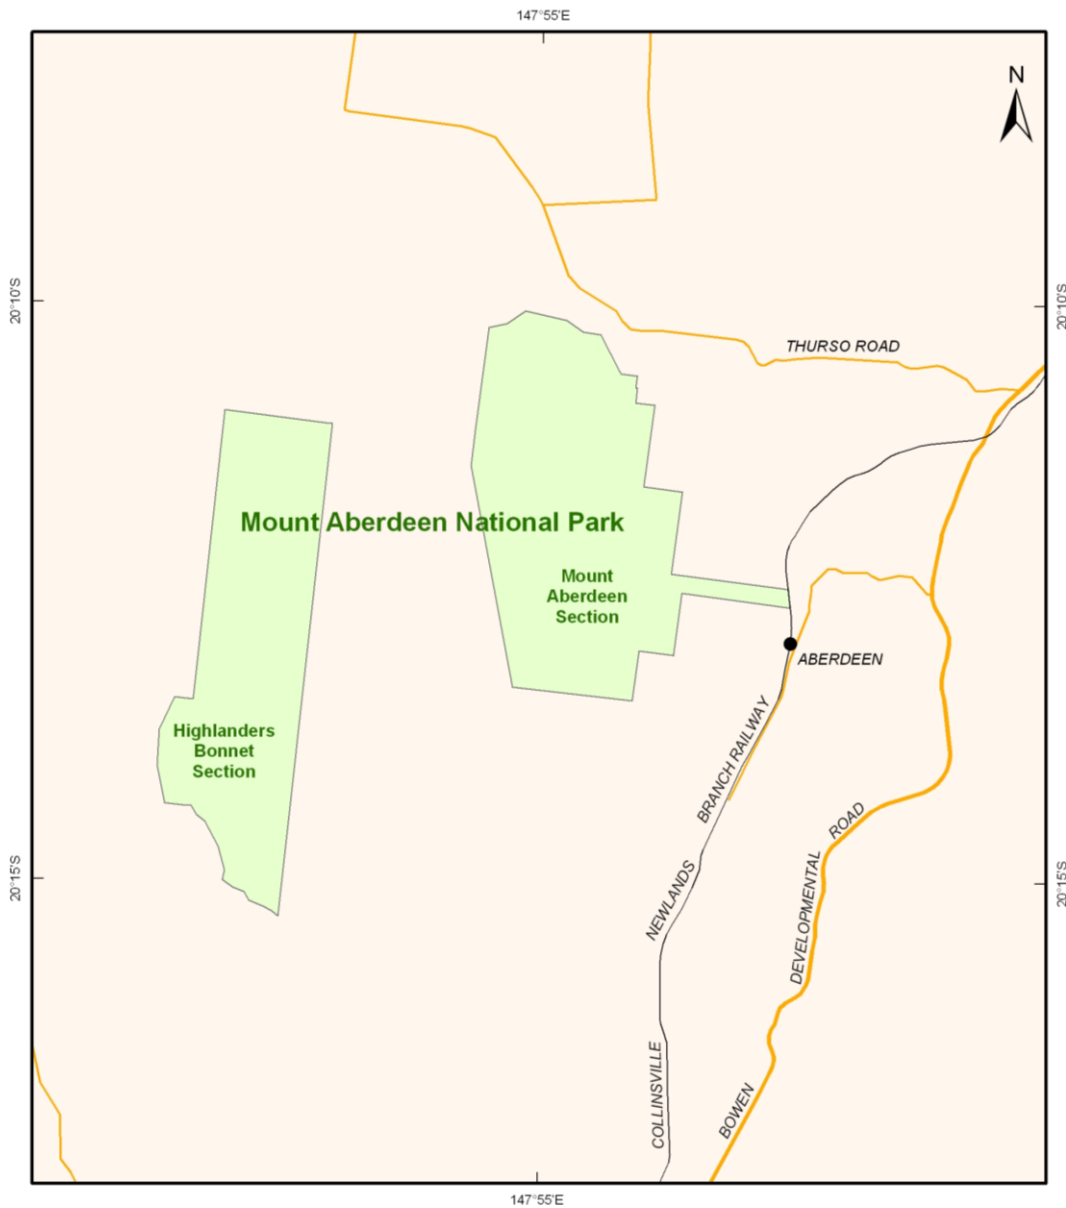 147°55'E
N
20°10'S
20°10'S
THURSO ROAD
Mount Aberdeen National Park
Mount
Aberdeen
Section
ABERDEEN
Highlanders
Bonnet
Section
BRANCH RAILWAY
ROAD
20°15'S
20°15'S
NEWLANDS
DEVELOPMENTAL
COLLINSVILLE
BOWEN
147°55'E